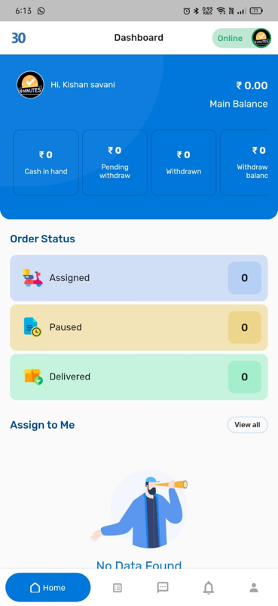 6:13
30
Dashboard
Online
Hi, Kishan savani
₹ 0.00
Main Balance
₹ 0
Cash in hand
₹ 0
Pending
withdraw
₹ 0
Withdrawn
₹ 0
Withdraw
balanc
Order Status
Assigned
0
Paused
0
Delivered
0
Assign to Me
View all
No Data Found
Home